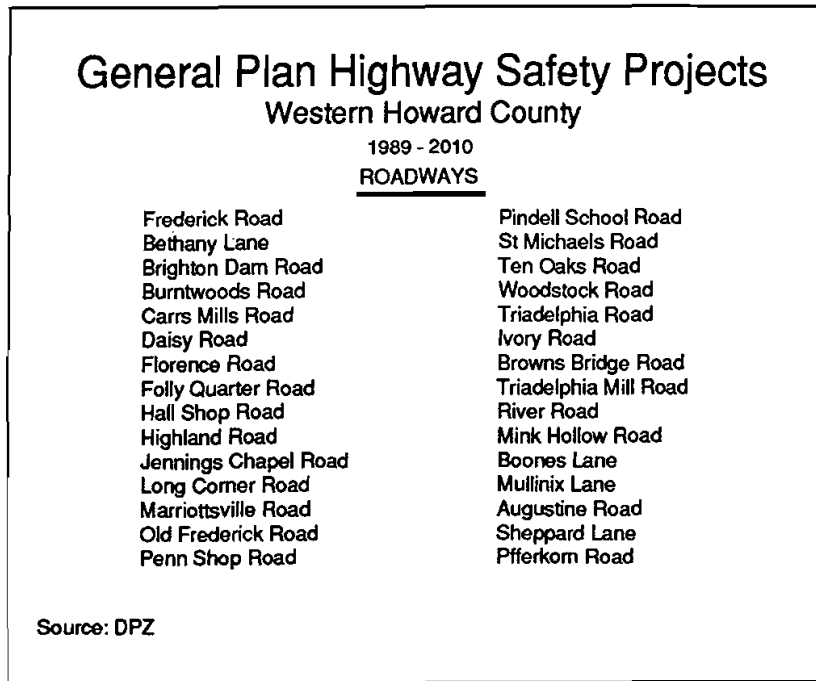 General Plan Highway Safety Projects
Western Howard County
1989 - 2010
ROADWAYS
Frederick Road
Bethany Lane
Brighton Dam Road
Burntwoods Road
Carrs Mills Road
Daisy Road
Florence Road
Folly Quarter Road
Hall Shop Road
Highland Road
Jennings Chapel Road
Long Corner Road
Marriottsville Road
Old Frederick Road
Penn Shop Road
Pindell School Road
St Michaels Road
Ten Oaks Road
Woodstock Road
Triadelphia Road
Ivory Road
Browns Bridge Road
Triadelphia Mill Road
River Road
Mink Hollow Road
Boones Lane
Mullinix Lane
Augustine Road
Sheppard Lane
Pfferkorn Road
Source: DPZ